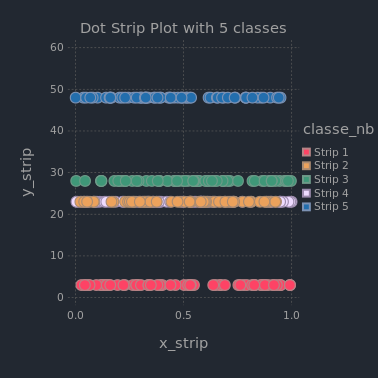 Dot Strip Plot with 5 classes
60
50
40
30
20
10
0
y_strip
0.0
0.5
1.0
x_strip
classe_nb
Strip 1
Strip 2
Strip 3
Strip 4
Strip 5